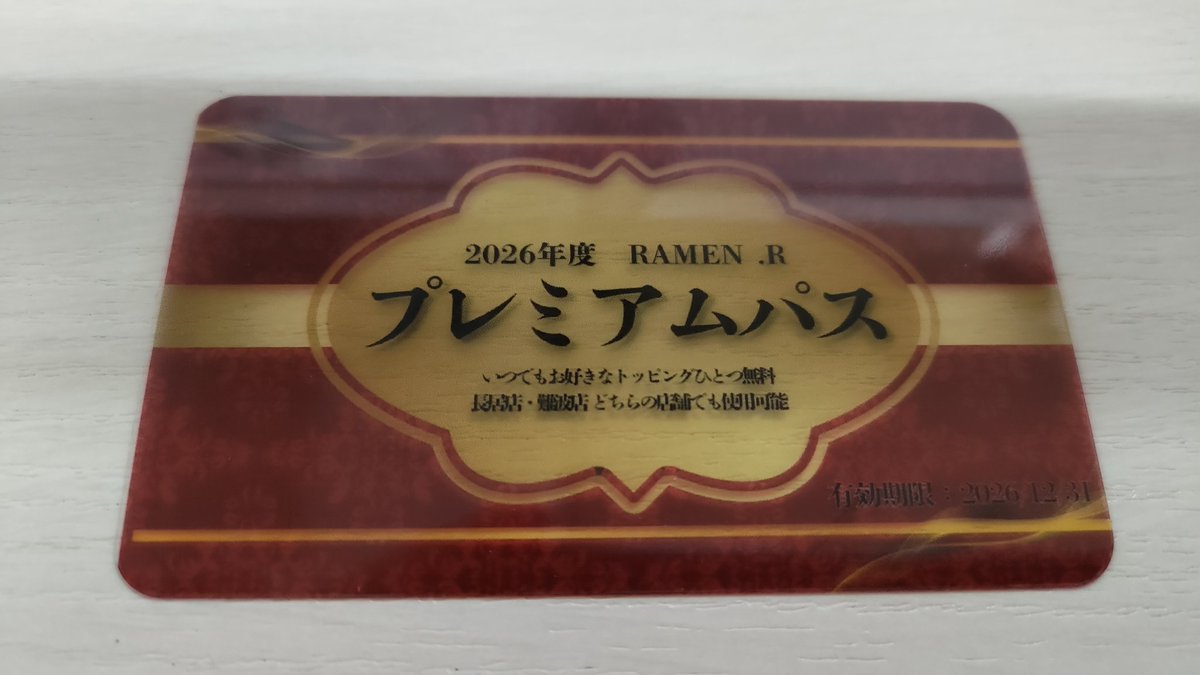 2026年度 RAMEN .R
プレミアムパス
いつでもお好きなトッピングひとつ無料
長居店・難波店 どちらの店舗でも使用可能
有効期限：2026 12 31